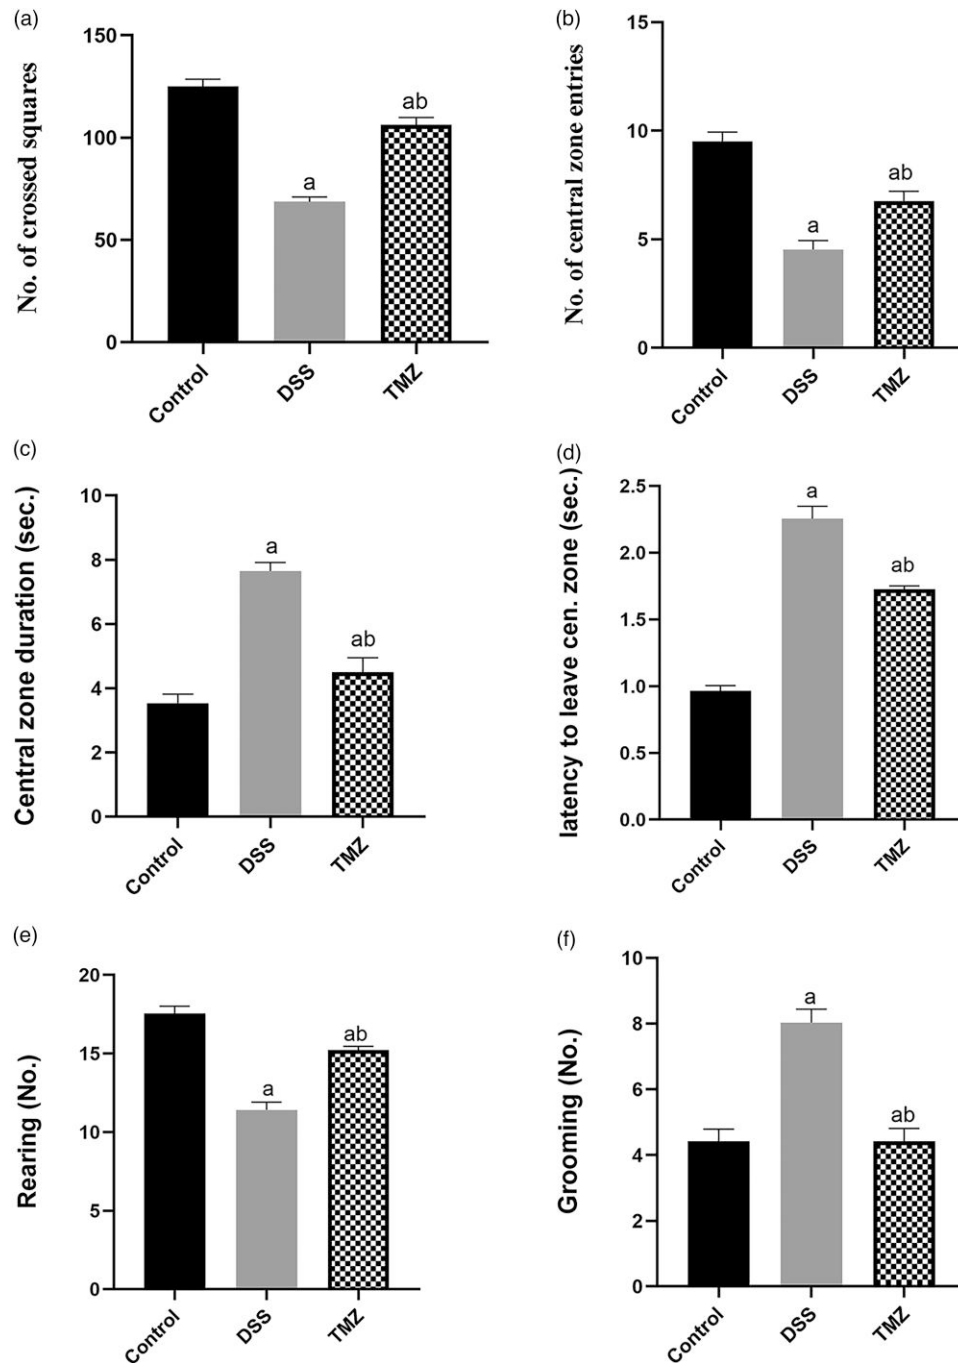 (a)
No. of crossed squares
150
100
50
0
a
ab
Control
DSS
TMZ
(b)
No. of central zone entries
15
10
5
0
a
ab
Control
DSS
TMZ
(c)
Central zone duration (sec.)
10
8
6
4
2
0
a
ab
Control
DSS
TMZ
(d)
latency to leave cen. zone (sec.)
2.5
2.0
1.5
1.0
0.5
0.0
a
ab
Control
DSS
TMZ
(e)
Rearing (No.)
20
15
10
5
0
a
ab
Control
DSS
TMZ
(f)
Grooming (No.)
10
8
6
4
2
0
a
ab
Control
DSS
TMZ